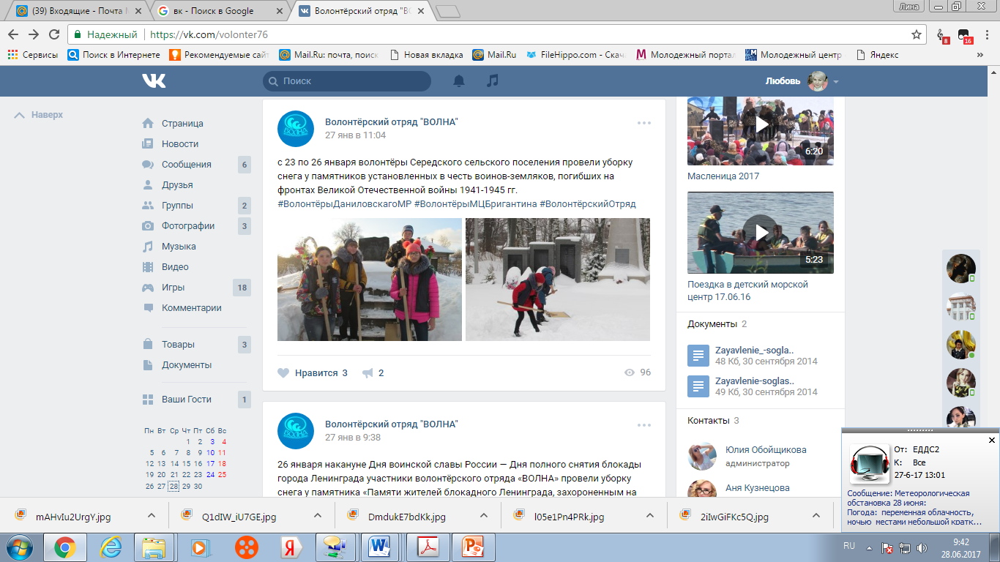 (39) Входящие - Почта M
вк - Поиск в Google
Волонтёрский отряд "ВО
Лина
Надежный
https://vk.com/volonter76
8
16
Сервисы
Поиск в Интернете
Рекомендуемые сайт
Mail.Ru: почта, поиск
Новая вкладка
Mail.Ru
FileHippo.com - Скача
Молодежный портал
Молодежный центр
Яндекс
»
Поиск
Любовь
Наверх
Страница
Новости
Сообщения 6
Друзья
Группы 2
Фотографии 3
Музыка
Видео
Игры 18
Комментарии
Товары 3
Документы
Ваши Гости 1
Пн Вт Ср Чт Пт Сб Вс
1 2 3 4
5 6 7 8 9 10 11
12 13 14 15 16 17 18
19 20 21 22 23 24 25
26 27 28 29 30
ВОЛНА
Волонтёрский отряд "ВОЛНА"
27 янв в 11:04
с 23 по 26 января волонтёры Середского сельского поселения провели уборку
снега у памятников установленных в честь воинов-земляков, погибших на
фронтах Великой Отечественной войны 1941-1945 гг.
#ВолонтёрыДаниловскагоМР #ВолонтёрыМЦБригантина #ВолонтёрскийОтряд
Нравится 3
2
96
ВОЛНА
Волонтёрский отряд "ВОЛНА"
27 янв в 9:38
26 января накануне Дня воинской славы России — Дня полного снятия блокады
города Ленинграда участники волонтёрского отряда «ВОЛНА» провели уборку
снега у памятника «Памяти жителей блокадного Ленинграда, захороненным на
6:20
Масленица 2017
5:23
Поездка в детский морской
центр 17.06.16
Документы 2
Zayavlenie_-sogla..
48 Кб, 30 сентября 2014
Zayavlenie-soglas..
49 Кб, 30 сентября 2014
Контакты 3
Юлия Обойщикова
администратор
Аня Кузнецова
От: ЕДДС2
К: Все
27-6-17 13:01
Сообщение: Метеорологическая
обстановка 28 июня:
Погода: переменная облачность,
ночью местами небольшой кратк...
mAHvIu2UrgY.jpg
Q1dIW_iU7GE.jpg
DmdukE7bdKk.jpg
l05e1Pn4PRk.jpg
2iIwGiFKc5Q.jpg
RU
9:42
28.06.2017